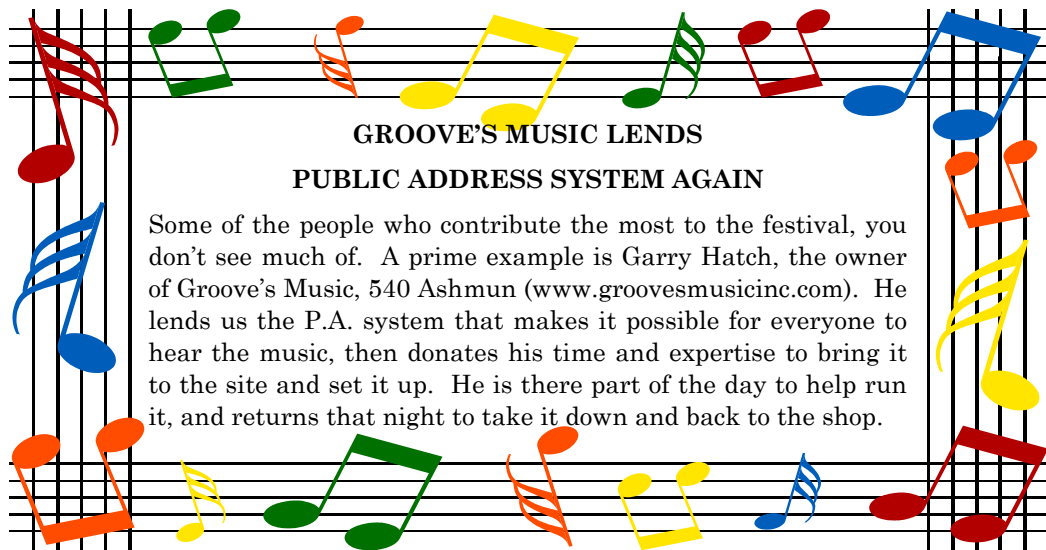 GROOVE'S MUSIC LENDS
PUBLIC ADDRESS SYSTEM AGAIN
Some of the people who contribute the most to the festival, you
don't see much of.  A prime example is Garry Hatch, the owner
of Groove's Music, 540 Ashmun (www.groovesmusicinc.com).  He
lends us the P.A. system that makes it possible for everyone to
hear the music, then donates his time and expertise to bring it
to the site and set it up.  He is there part of the day to help run
it, and returns that night to take it down and back to the shop.